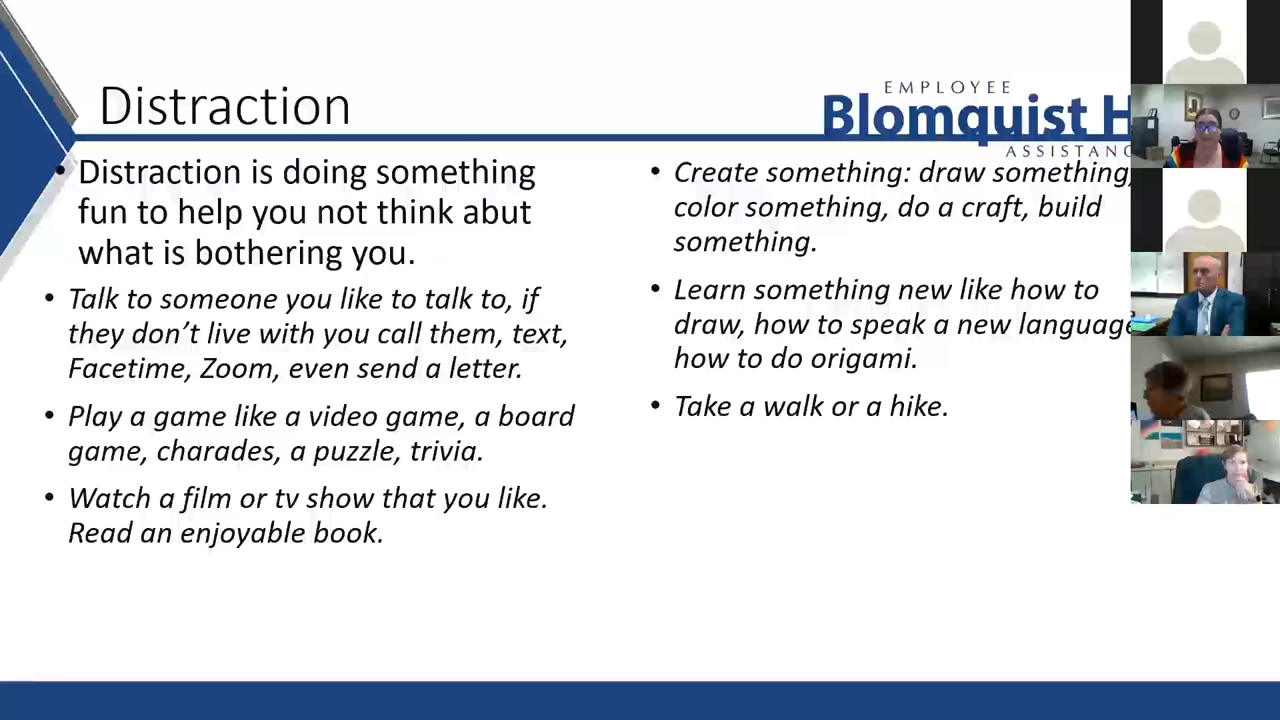 Distraction
EMPLOYEE
Blomquist H
ASSISTANC
• Distraction is doing something
fun to help you not think abut
what is bothering you.
• Talk to someone you like to talk to, if
they don’t live with you call them, text,
Facetime, Zoom, even send a letter.
• Play a game like a video game, a board
game, charades, a puzzle, trivia.
• Watch a film or tv show that you like.
Read an enjoyable book.
• Create something: draw something,
color something, do a craft, build
something.
• Learn something new like how to
draw, how to speak a new language
how to do origami.
• Take a walk or a hike.